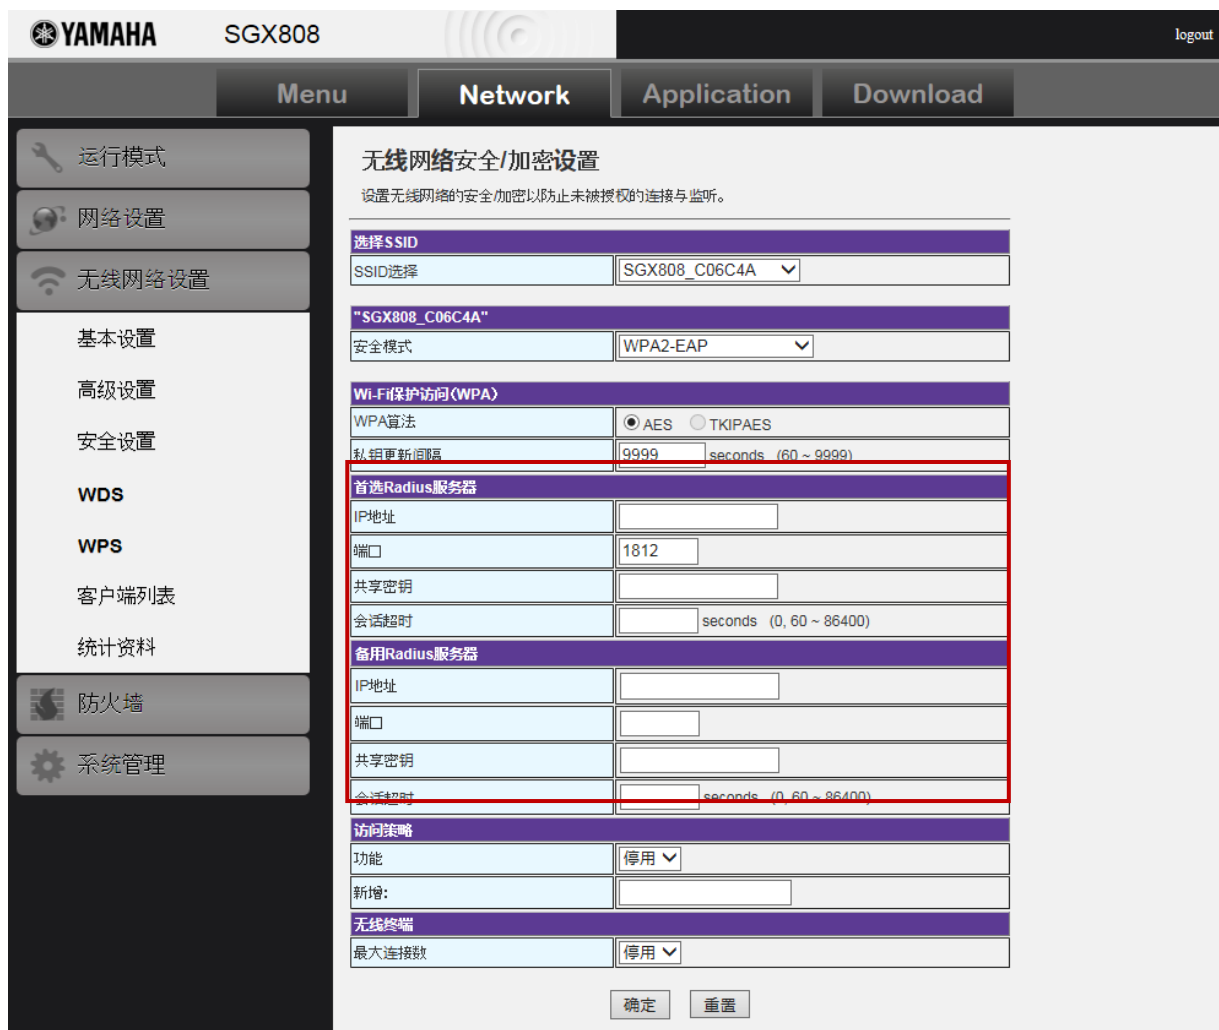 YAMAHA SGX808
logout
Menu Network Application Download
运行模式
网络设置
无线网络设置
基本设置
高级设置
安全设置
WDS
WPS
客户端列表
统计资料
防火墙
系统管理
无线网络安全/加密设置
设置无线网络的安全/加密以防止未被授权的连接与监听。
选择SSID
SSID选择 SGX808_C06C4A
"SGX808_C06C4A"
安全模式 WPA2-EAP
Wi-Fi保护访问(WPA)
WPA算法 AES TKIPAES
私钥更新间隔 9999 seconds (60 ~ 9999)
首选Radius服务器
IP地址
端口 1812
共享密钥
会话超时 seconds (0, 60 ~ 86400)
备用Radius服务器
IP地址
端口
共享密钥
会话超时 seconds (0, 60 ~ 86400)
访问策略
功能 停用
新增:
无线终端
最大连接数 停用
确定 重置